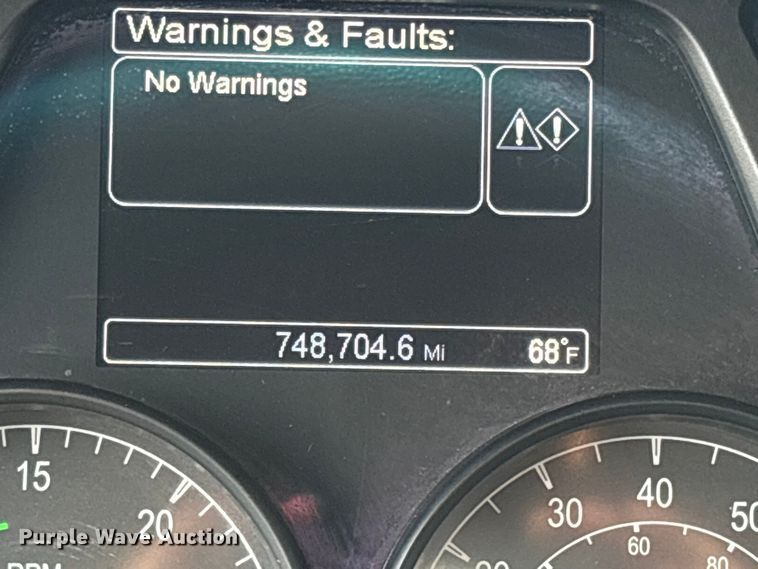 Warnings & Faults:
No Warnings
748,704.6 Mi
68°F
15
20
RPM
30
40
50
60
80
Purple Wave Auction